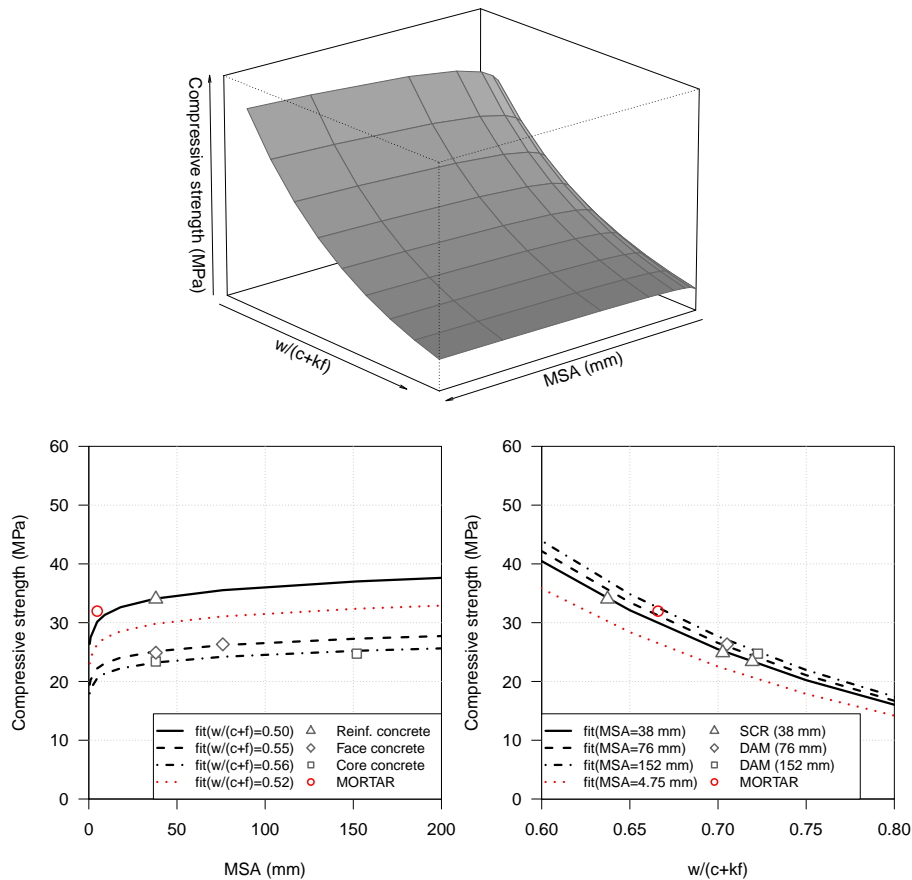 Compressive strength (MPa)
w/(c+kf)
MSA (mm)
60
50
40
30
20
10
0
Compressive strength (MPa)
fit(w/(c+f)=0.50)
fit(w/(c+f)=0.55)
fit(w/(c+f)=0.56)
fit(w/(c+f)=0.52)
Reinf. concrete
Face concrete
Core concrete
MORTAR
0 50 100 150 200
MSA (mm)
60
50
40
30
20
10
0
Compressive strength (MPa)
fit(MSA=38 mm)
fit(MSA=76 mm)
fit(MSA=152 mm)
fit(MSA=4.75 mm)
SCR (38 mm)
DAM (76 mm)
DAM (152 mm)
MORTAR
0.60 0.65 0.70 0.75 0.80
w/(c+kf)